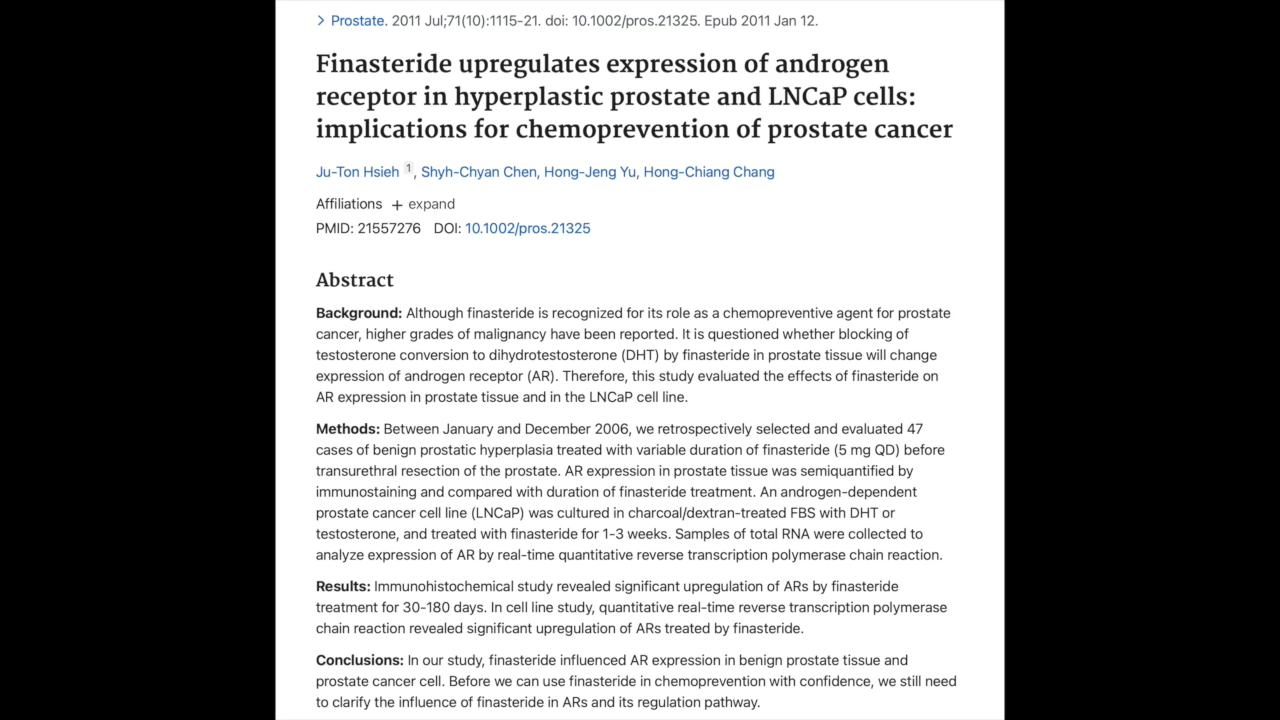 > Prostate. 2011 Jul;71(10):1115-21. doi: 10.1002/pros.21325. Epub 2011 Jan 12.
Finasteride upregulates expression of androgen
receptor in hyperplastic prostate and LNCaP cells:
implications for chemoprevention of prostate cancer
Ju-Ton Hsieh 1, Shyh-Chyan Chen, Hong-Jeng Yu, Hong-Chiang Chang
Affiliations + expand
PMID: 21557276 DOI: 10.1002/pros.21325
Abstract
Background: Although finasteride is recognized for its role as a chemopreventive agent for prostate
cancer, higher grades of malignancy have been reported. It is questioned whether blocking of
testosterone conversion to dihydrotestosterone (DHT) by finasteride in prostate tissue will change
expression of androgen receptor (AR). Therefore, this study evaluated the effects of finasteride on
AR expression in prostate tissue and in the LNCaP cell line.
Methods: Between January and December 2006, we retrospectively selected and evaluated 47
cases of benign prostatic hyperplasia treated with variable duration of finasteride (5 mg QD) before
transurethral resection of the prostate. AR expression in prostate tissue was semiquantified by
immunostaining and compared with duration of finasteride treatment. An androgen-dependent
prostate cancer cell line (LNCaP) was cultured in charcoal/dextran-treated FBS with DHT or
testosterone, and treated with finasteride for 1-3 weeks. Samples of total RNA were collected to
analyze expression of AR by real-time quantitative reverse transcription polymerase chain reaction.
Results: Immunohistochemical study revealed significant upregulation of ARs by finasteride
treatment for 30-180 days. In cell line study, quantitative real-time reverse transcription polymerase
chain reaction revealed significant upregulation of ARs treated by finasteride.
Conclusions: In our study, finasteride influenced AR expression in benign prostate tissue and
prostate cancer cell. Before we can use finasteride in chemoprevention with confidence, we still need
to clarify the influence of finasteride in ARs and its regulation pathway.